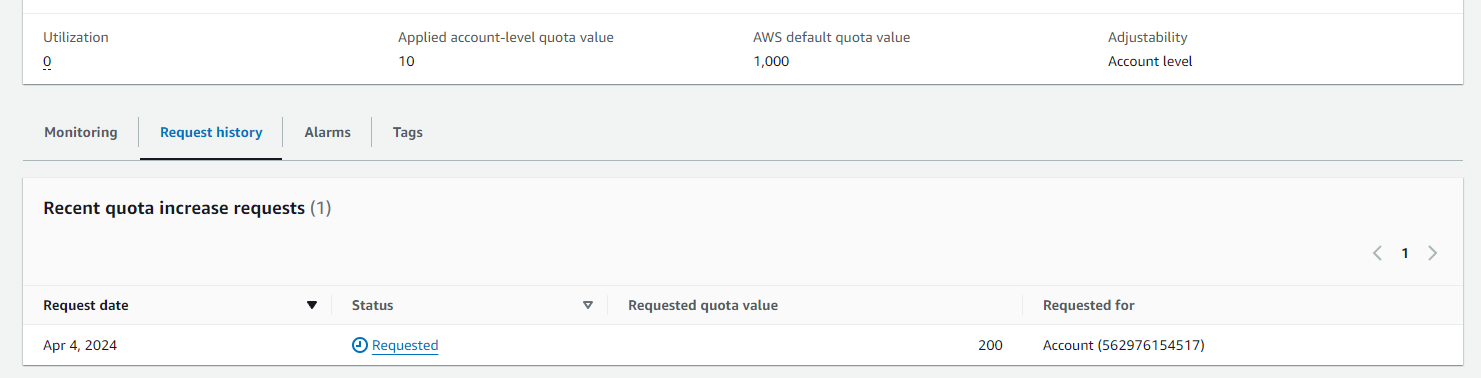 Utilization Applied account-level quota value AWS default quota value Adjustability
0 10 1,000 Account level
Monitoring Request history Alarms Tags
Recent quota increase requests (1)
1
Request date Status Requested quota value Requested for
Apr 4, 2024 Requested 200 Account (562976154517)